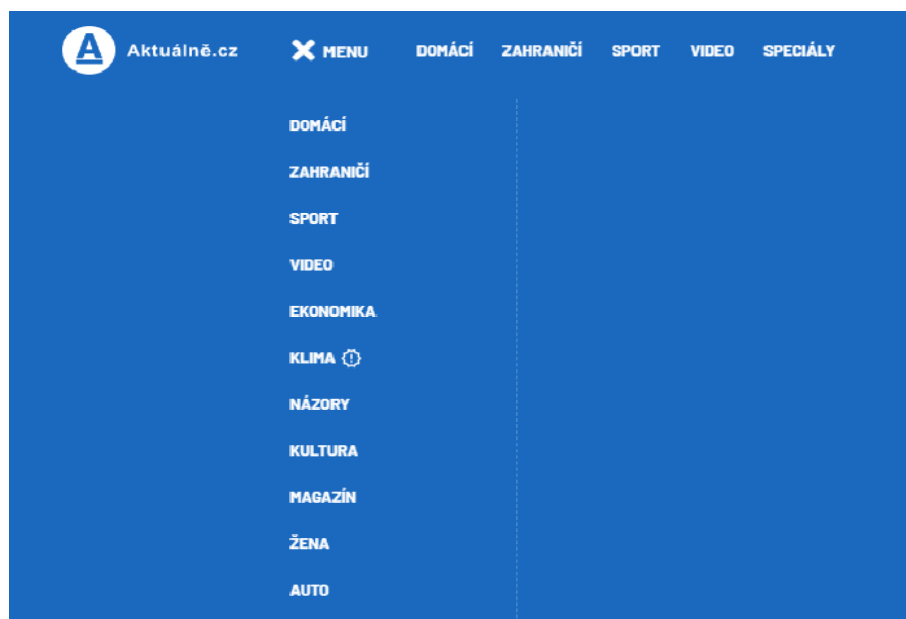 A Aktuálně.cz MENU DOMÁCÍ ZAHRANIČÍ SPORT VIDEO SPECIÁLY
DOMÁCÍ
ZAHRANIČÍ
SPORT
VIDEO
EKONOMIKA
KLIMA
NÁZORY
KULTURA
MAGAZÍN
ŽENA
AUTO